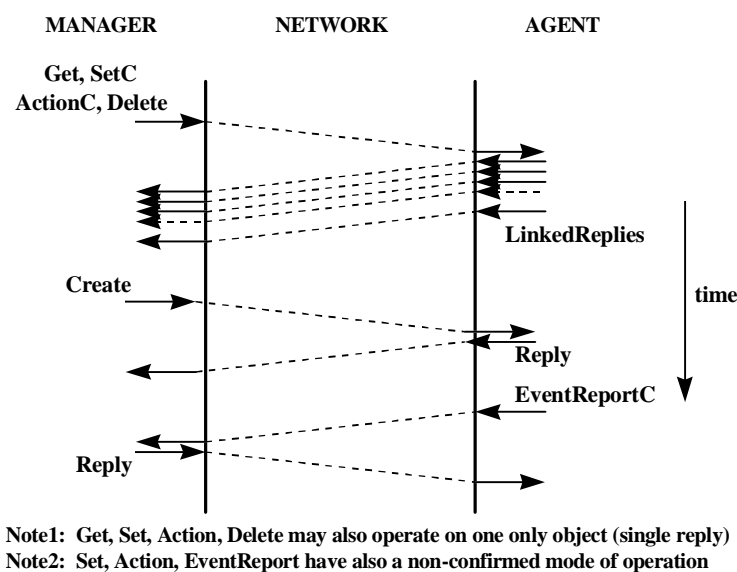 MANAGER NETWORK AGENT
Get, SetC
ActionC, Delete
LinkedReplies
Create
time
Reply
EventReportC
Reply
Note1: Get, Set, Action, Delete may also operate on one only object (single reply)
Note2: Set, Action, EventReport have also a non-confirmed mode of operation